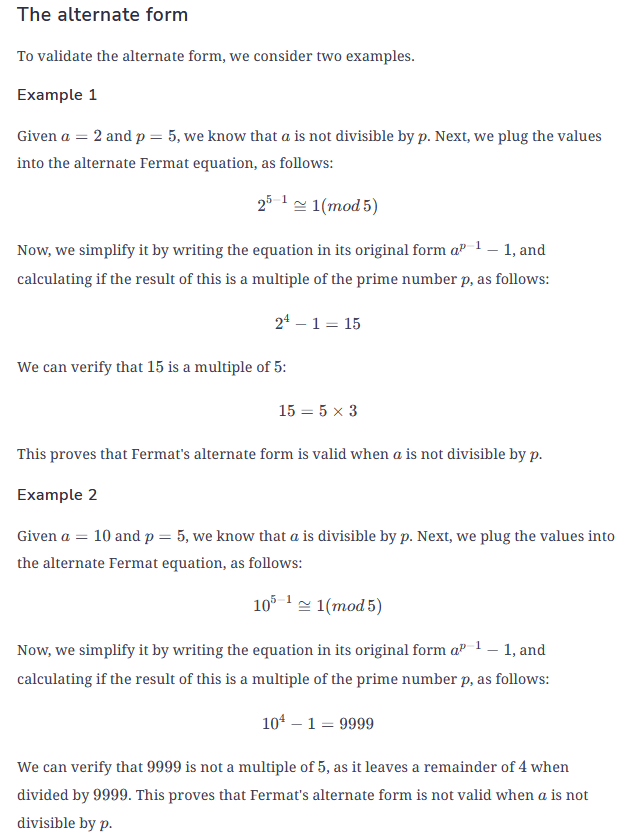 The alternate form
To validate the alternate form, we consider two examples.
Example 1
Given a = 2 and p = 5, we know that a is not divisible by p. Next, we plug the values
into the alternate Fermat equation, as follows:
2^{5-1} ≅ 1(mod 5)
Now, we simplify it by writing the equation in its original form a^{p-1} − 1, and
calculating if the result of this is a multiple of the prime number p, as follows:
2^4 − 1 = 15
We can verify that 15 is a multiple of 5:
15 = 5 × 3
This proves that Fermat's alternate form is valid when a is not divisible by p.
Example 2
Given a = 10 and p = 5, we know that a is divisible by p. Next, we plug the values into
the alternate Fermat equation, as follows:
10^{5-1} ≅ 1(mod 5)
Now, we simplify it by writing the equation in its original form a^{p-1} − 1, and
calculating if the result of this is a multiple of the prime number p, as follows:
10^4 − 1 = 9999
We can verify that 9999 is not a multiple of 5, as it leaves a remainder of 4 when
divided by 9999. This proves that Fermat's alternate form is not valid when a is not
divisible by p.